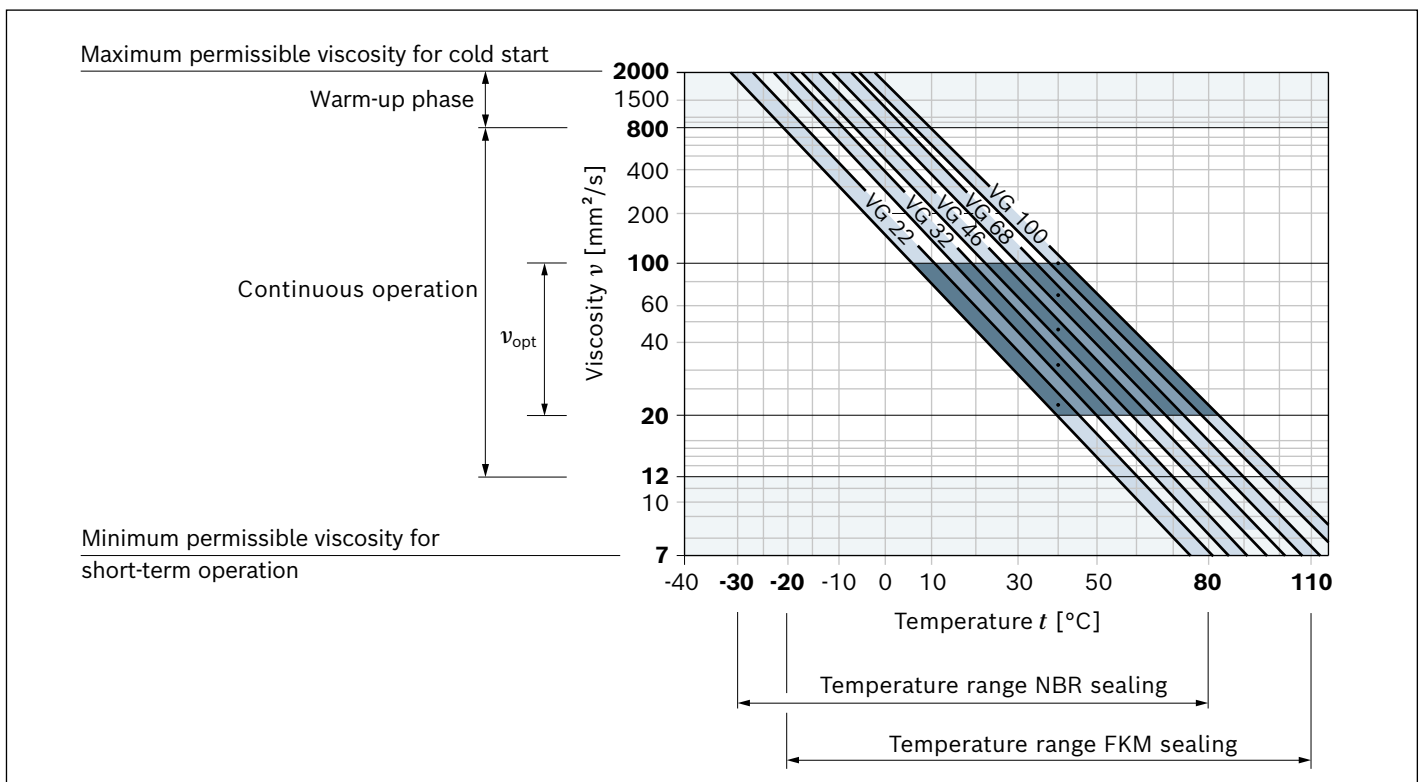 Maximum permissible viscosity for cold start
Warm-up phase
Continuous operation
νopt
Minimum permissible viscosity for
short-term operation
Viscosity ν [mm²/s]
2000
1500
800
400
200
100
60
40
20
12
10
7
VG 22
VG 32
VG 46
VG 68
VG 100
-40 -30 -20 -10 0 10 30 50 80 110
Temperature t [°C]
Temperature range NBR sealing
Temperature range FKM sealing